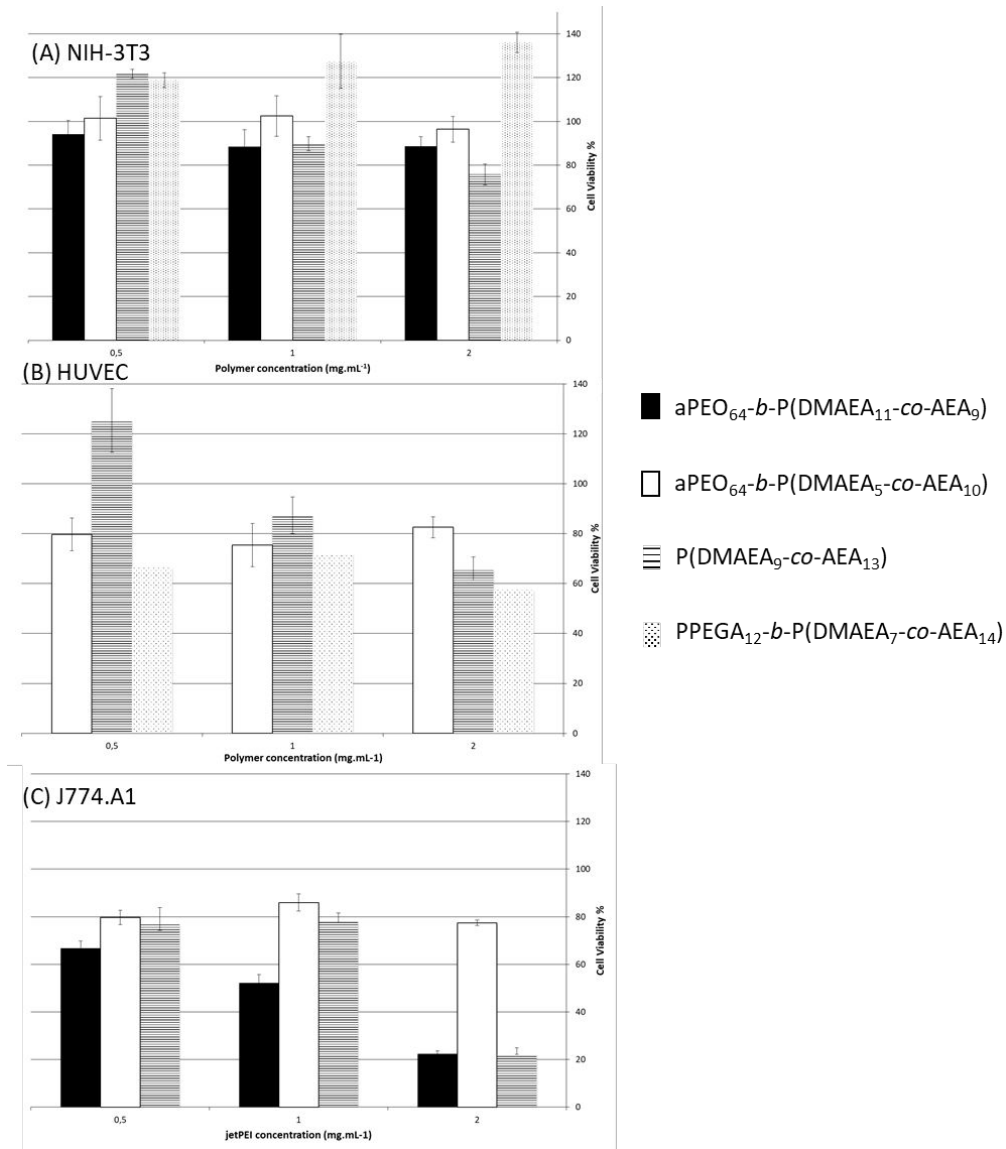 (A) NIH-3T3
140
120
100
80
60
40
20
0
Cell Viability %
0,5 1 2
Polymer concentration (mg.mL⁻¹)
(B) HUVEC
140
120
100
80
60
40
20
0
Cell Viability %
0,5 1 2
Polymer concentration (mg.mL-1)
(C) J774.A1
140
120
100
80
60
40
20
0
Cell Viability %
0,5 1 2
jetPEI concentration (mg.mL-1)
aPEO₆₄-b-P(DMAEA₁₁-co-AEA₉)
aPEO₆₄-b-P(DMAEA₅-co-AEA₁₀)
P(DMAEA₉-co-AEA₁₃)
PPEGA₁₂-b-P(DMAEA₇-co-AEA₁₄)